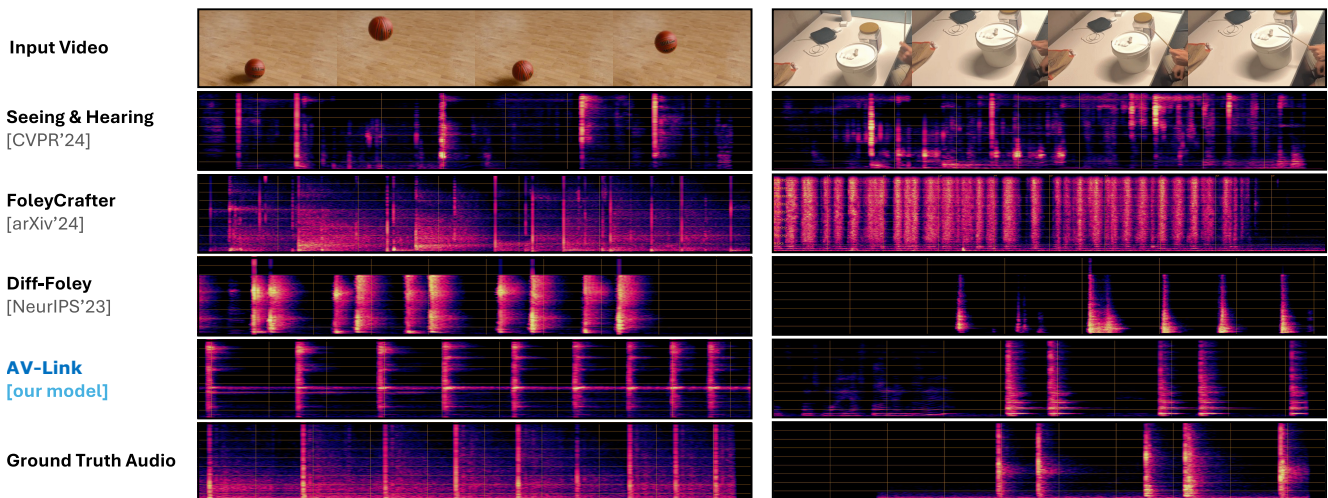 Input Video
Seeing & Hearing
[CVPR'24]
FoleyCrafter
[arXiv'24]
Diff-Foley
[NeurIPS'23]
AV-Link
[our model]
Ground Truth Audio